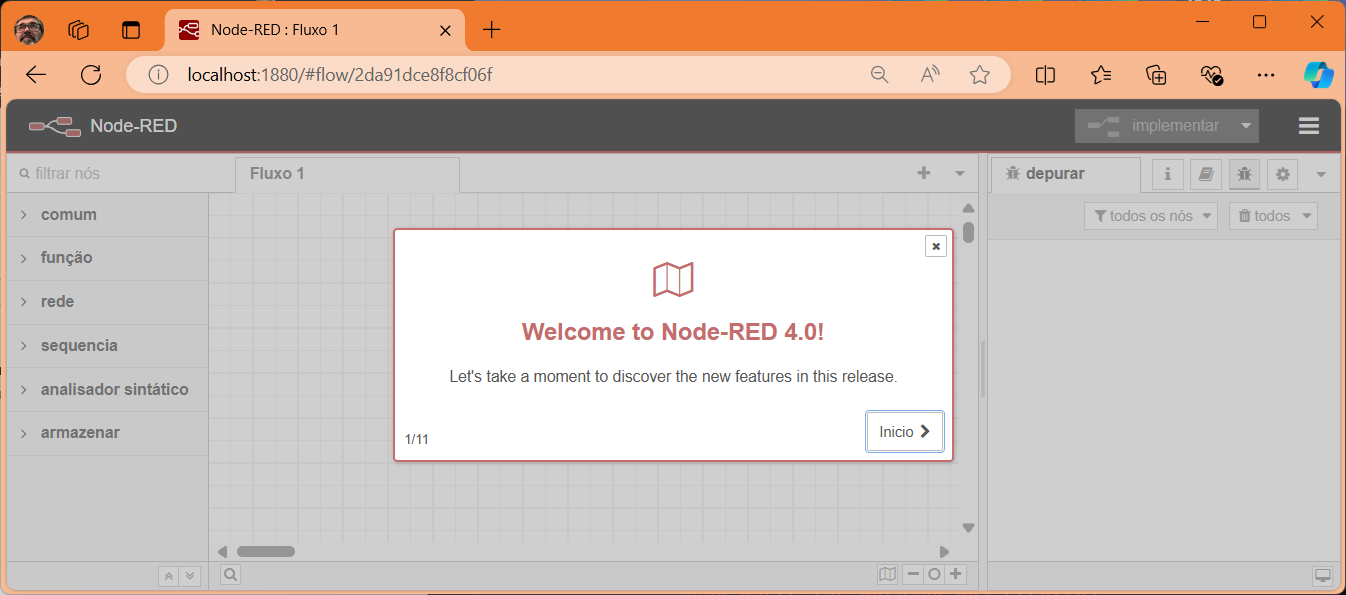 Node-RED : Fluxo 1
localhost:1880/#flow/2da91dce8f8cf06f
Node-RED
implementar
filtrar nós
Fluxo 1
depurar
todos os nós
todos
comum
função
rede
sequencia
analisador sintático
armazenar
Welcome to Node-RED 4.0!
Let's take a moment to discover the new features in this release.
1/11
Inicio